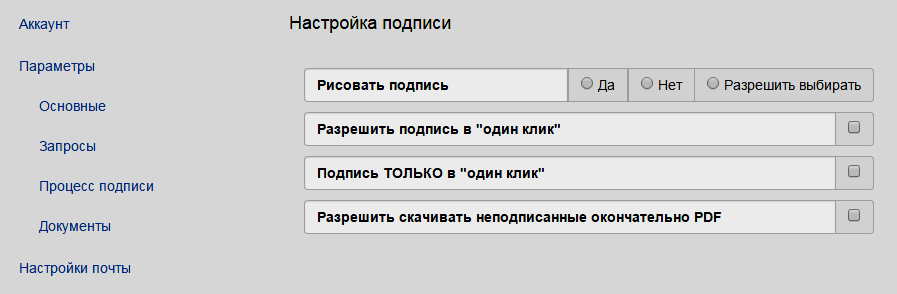 Аккаунт
Параметры
Основные
Запросы
Процесс подписи
Документы
Настройки почты
Настройка подписи
Рисовать подпись Да Нет Разрешить выбирать
Разрешить подпись в "один клик"
Подпись ТОЛЬКО в "один клик"
Разрешить скачивать неподписанные окончательно PDF